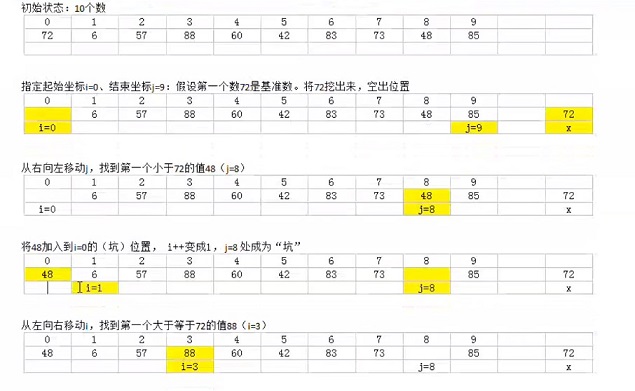 初始状态：10个数
0 1 2 3 4 5 6 7 8 9
72 6 57 88 60 42 83 73 48 85
指定起始坐标i=0、结束坐标j=9：假设第一个数72是基准数。将72挖出来，空出位置
0 1 2 3 4 5 6 7 8 9
6 57 88 60 42 83 73 48 85 72
i=0 j=9 x
从右向左移动j，找到第一个小于72的值48（j=8）
0 1 2 3 4 5 6 7 8 9
6 57 88 60 42 83 73 48 85 72
i=0 j=8 x
将48加入到i=0的（坑）位置， i++变成1，j=8 处成为“坑”
0 1 2 3 4 5 6 7 8 9
48 6 57 88 60 42 83 73 85 72
i=1 j=8 x
从左向右移动i，找到第一个大于等于72的值88（i=3）
0 1 2 3 4 5 6 7 8 9
48 6 57 88 60 42 83 73 85 72
i=3 j=8 x